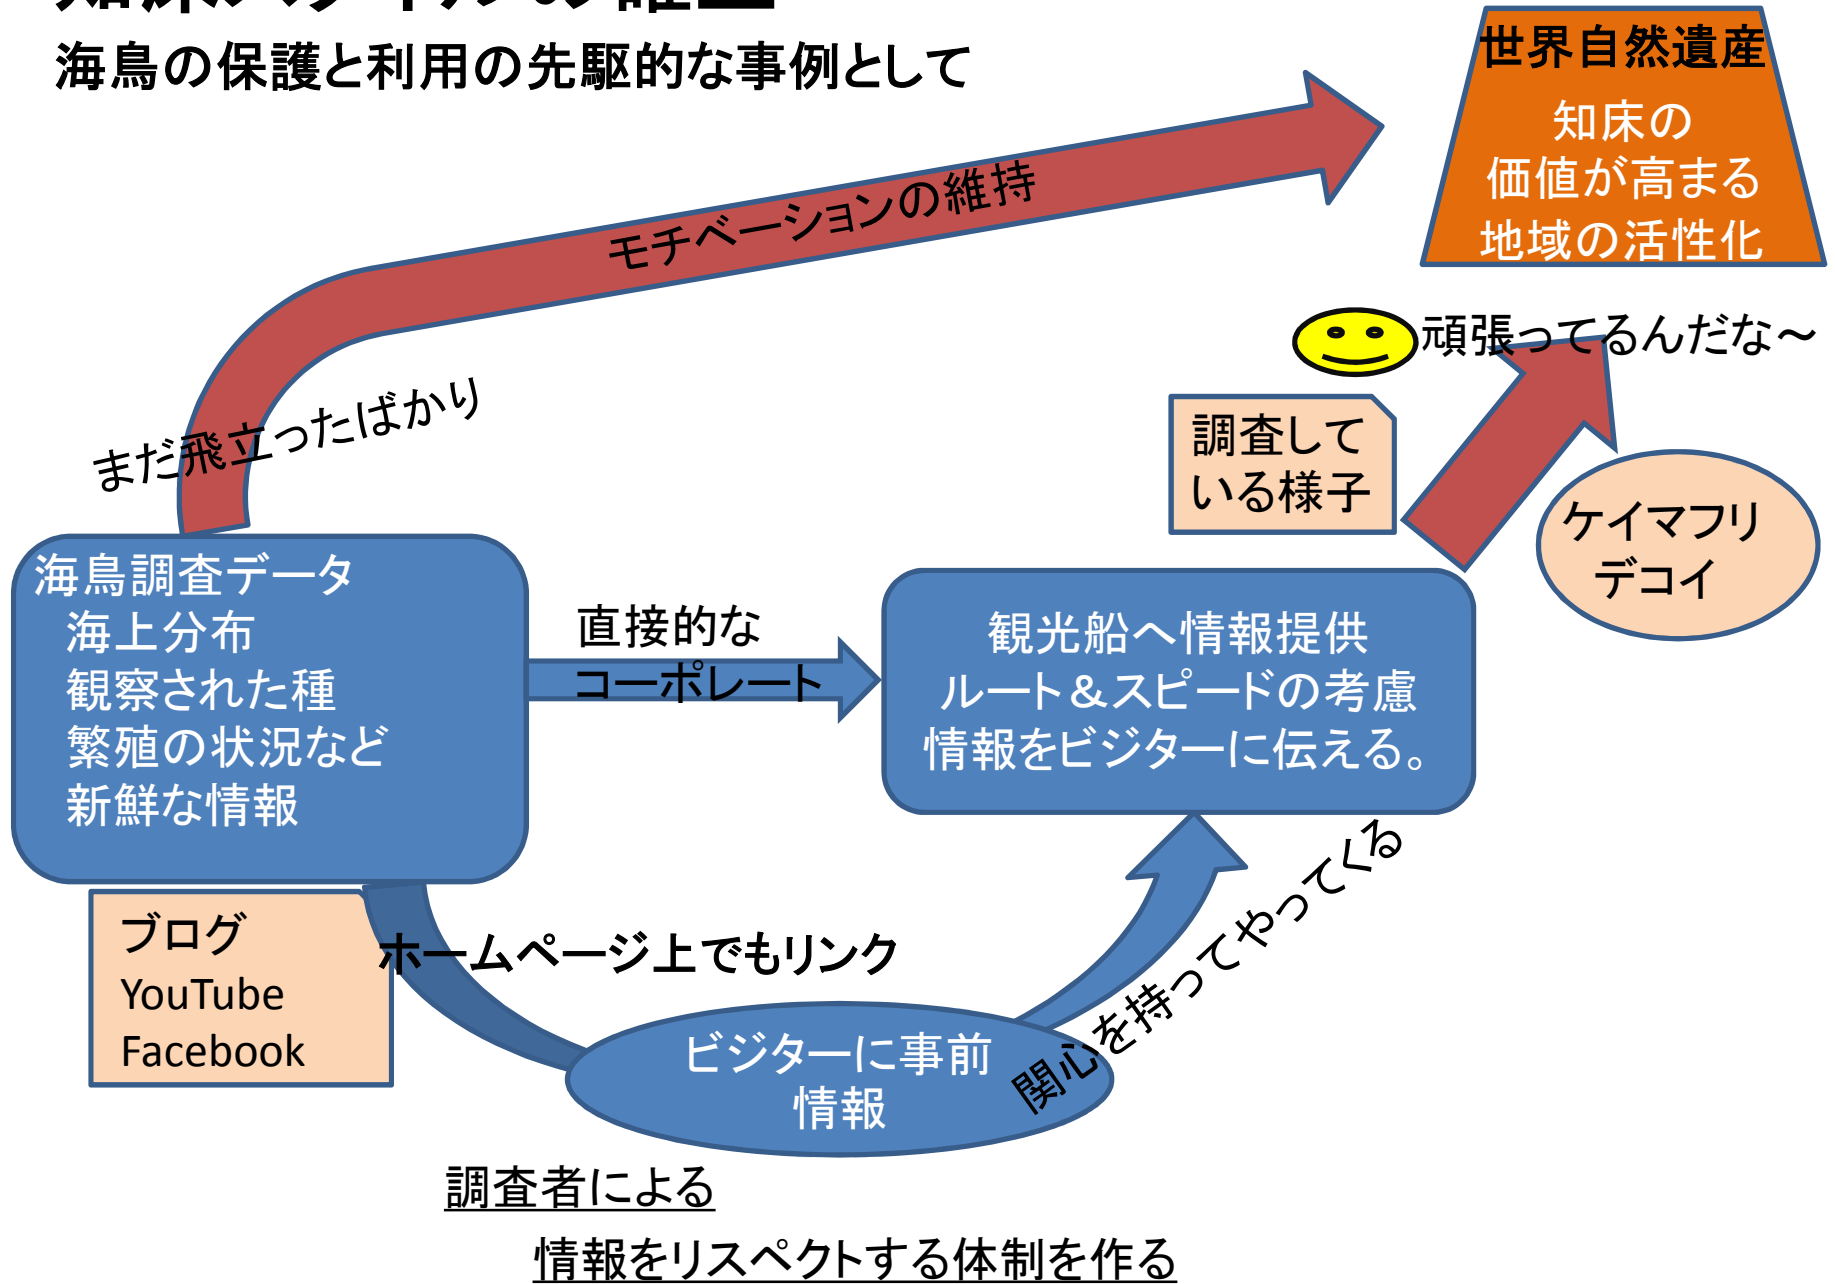 海鳥の保護と利用の先駆的な事例として
世界自然遺産
知床の
価値が高まる
地域の活性化
モチベーションの維持
頑張ってるんだな～
まだ飛立ったばかり
調査して
いる様子
ケイマフリ
デコイ
海鳥調査データ
海上分布
観察された種
繁殖の状況など
新鮮な情報
直接的な
コーポレート
観光船へ情報提供
ルート＆スピードの考慮
情報をビジターに伝える。
ブログ
YouTube
Facebook
ホームページ上でもリンク
関心を持ってやってくる
ビジターに事前
情報
調査者による
情報をリスペクトする体制を作る